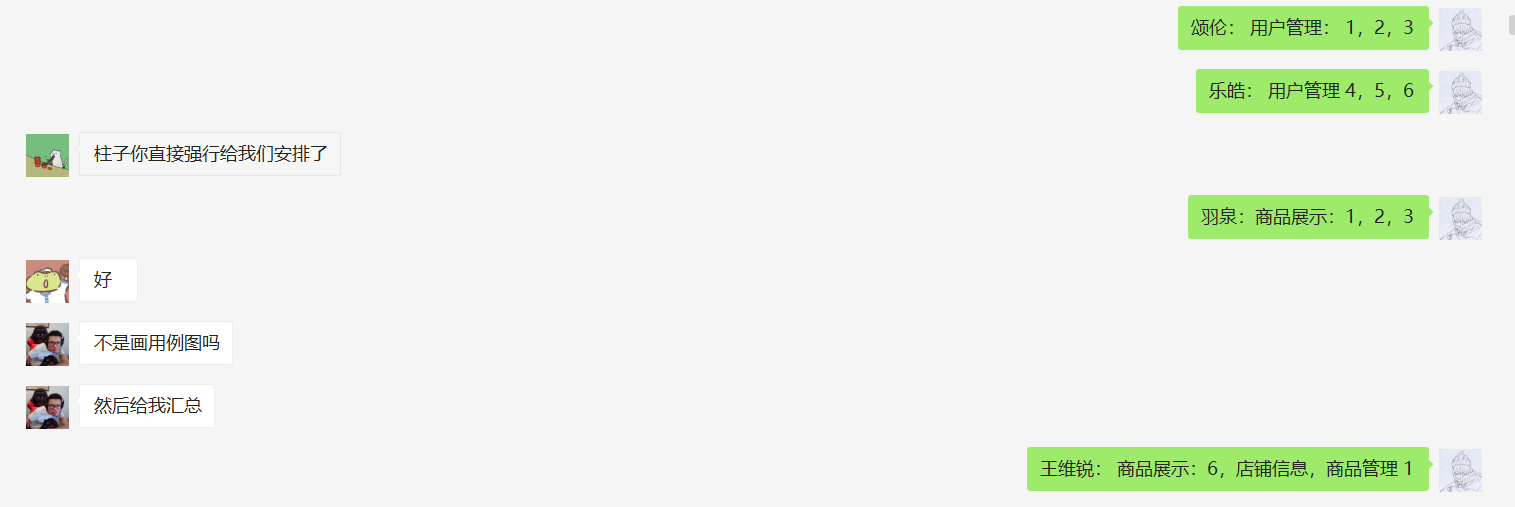 颂伦： 用户管理： 1，2，3
乐皓： 用户管理 4，5，6
柱子你直接强行给我们安排了
羽泉：商品展示：1，2，3
好
不是画用例图吗
然后给我汇总
王维锐： 商品展示：6，店铺信息，商品管理 1